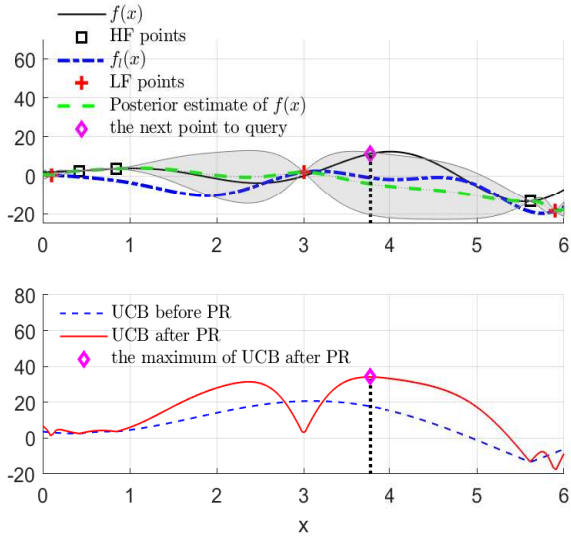 f(x)
HF points
60
f_l(x)
40
LF points
Posterior estimate of f(x)
20
the next point to query
0
-20
0 1 2 3 4 5 6
80
UCB before PR
60
UCB after PR
40
the maximum of UCB after PR
20
0
-20
0 1 2 3 4 5 6
x